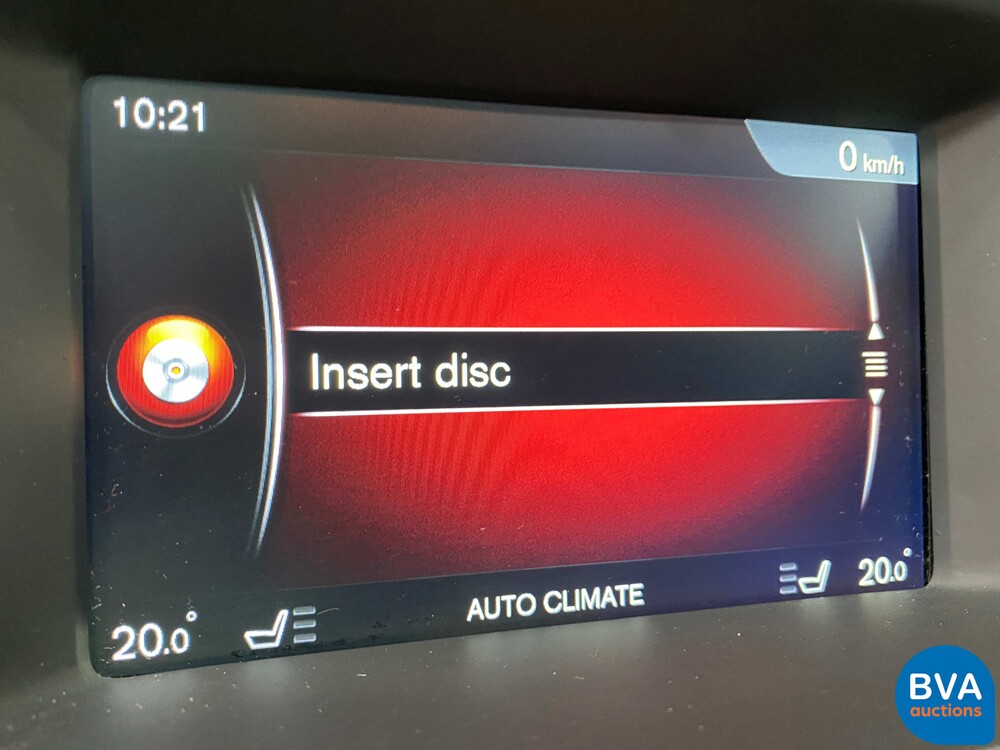 10:21
0 km/h
Insert disc
AUTO CLIMATE
20.0°
20.0°
BVA
auctions